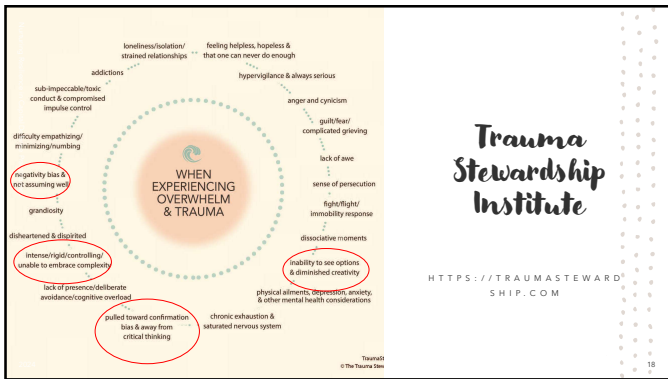 WHEN
EXPERIENCING
OVERWHELM
& TRAUMA
feeling helpless, hopeless &
that one can never do enough
hypervigilance & always serious
anger and cynicism
guilt/fear/
complicated grieving
lack of awe
sense of persecution
fight/flight/
immobility response
dissociative moments
inability to see options
& diminished creativity
physical ailments, depression, anxiety,
& other mental health considerations
chronic exhaustion &
saturated nervous system
pulled toward confirmation
bias & away from
critical thinking
lack of presence/deliberate
avoidance/cognitive overload
intense/rigid/controlling/
unable to embrace complexity
disheartened & dispirited
grandiosity
negativity bias &
not assuming well
difficulty empathizing/
minimizing/numbing
sub-impeccable/toxic
conduct & compromised
impulse control
addictions
loneliness/isolation/
strained relationships
TraumaSt
© The Trauma Stew
Trauma
Stewardship
Institute
HTTPS://TRAUMASTEWARD
SHIP.COM
18